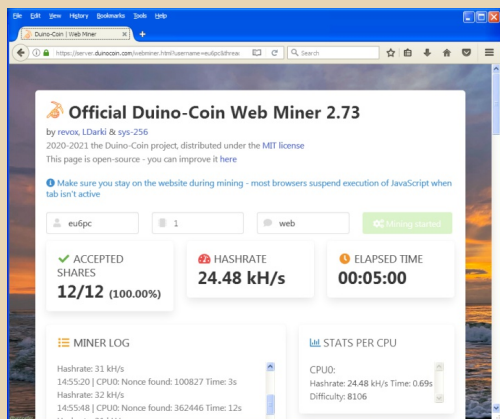 File Edit View History Bookmarks Tools Help
Duino-Coin | Web Miner
https://server.duinocoin.com/webminer.html?username=eu6pc&threads
Search
Official Duino-Coin Web Miner 2.73
by revox, LDarki & sys-256
2020-2021 the Duino-Coin project, distributed under the MIT license
This page is open-source - you can improve it here
Make sure you stay on the website during mining - most browsers suspend execution of JavaScript when
tab isn't active
eu6pc 1 web Mining started
ACCEPTED
SHARES
12/12 (100.00%)
HASHRATE
24.48 kH/s
ELAPSED TIME
00:05:00
MINER LOG
Hashrate: 31 kH/s
14:55:20 | CPU0: Nonce found: 100827 Time: 3s
Hashrate: 32 kH/s
14:55:48 | CPU0: Nonce found: 362446 Time: 12s
STATS PER CPU
CPU0:
Hashrate: 24.48 kH/s Time: 0.69s
Difficulty: 8106